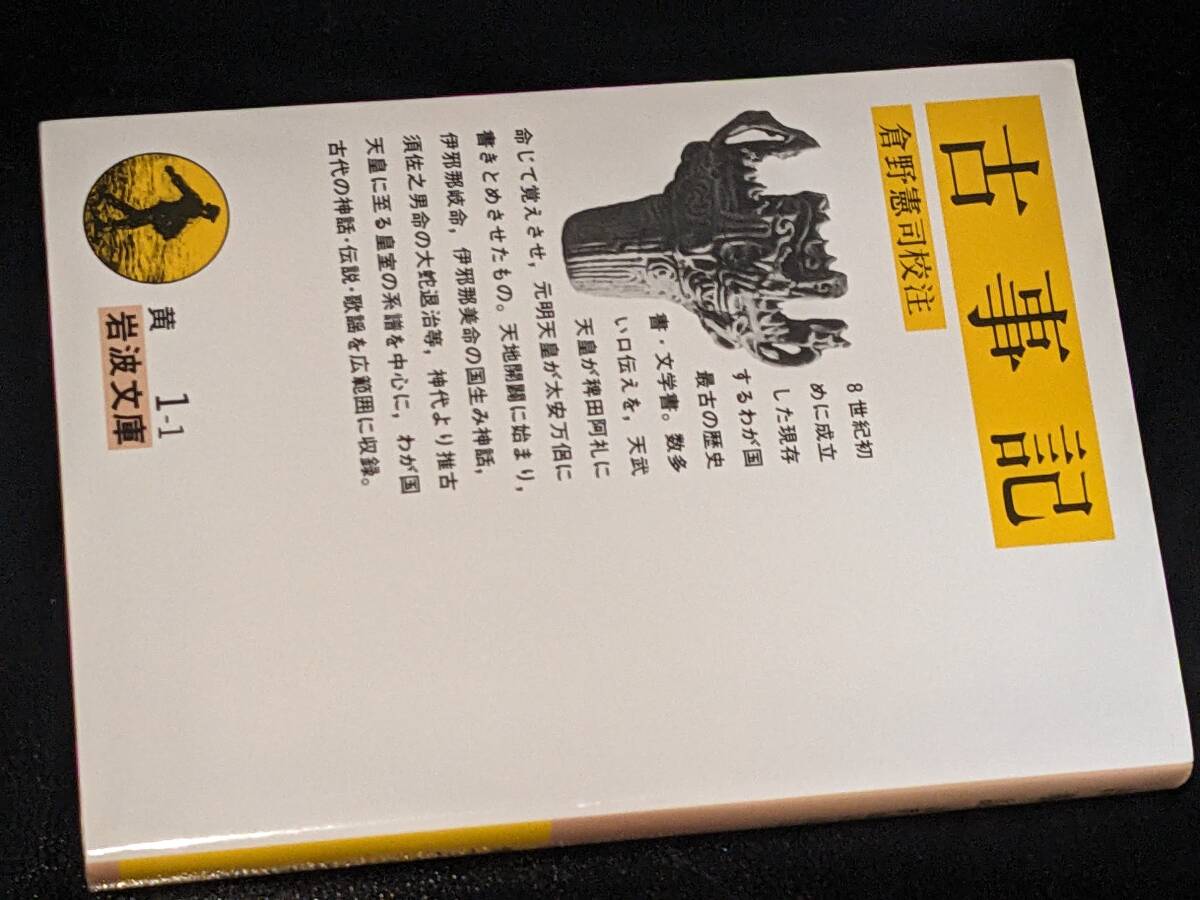 古事記
倉野憲司校注
8世紀初
めに成立
した現存
するわが国
最古の歴史
書・文学書。数多
い口伝えを,天武
天皇が稗田阿礼に
命じて覚えさせ,元明天皇が太安万侶に
書きとめさせたもの。天地開闢に始まり,
伊邪那岐命,伊邪那美命の国生み神話,
須佐之男命の大蛇退治等,神代より推古
天皇に至る皇室の系譜を中心に,わが国
古代の神話・伝説・歌謡を広範囲に収録。
黄 1-1
岩波文庫